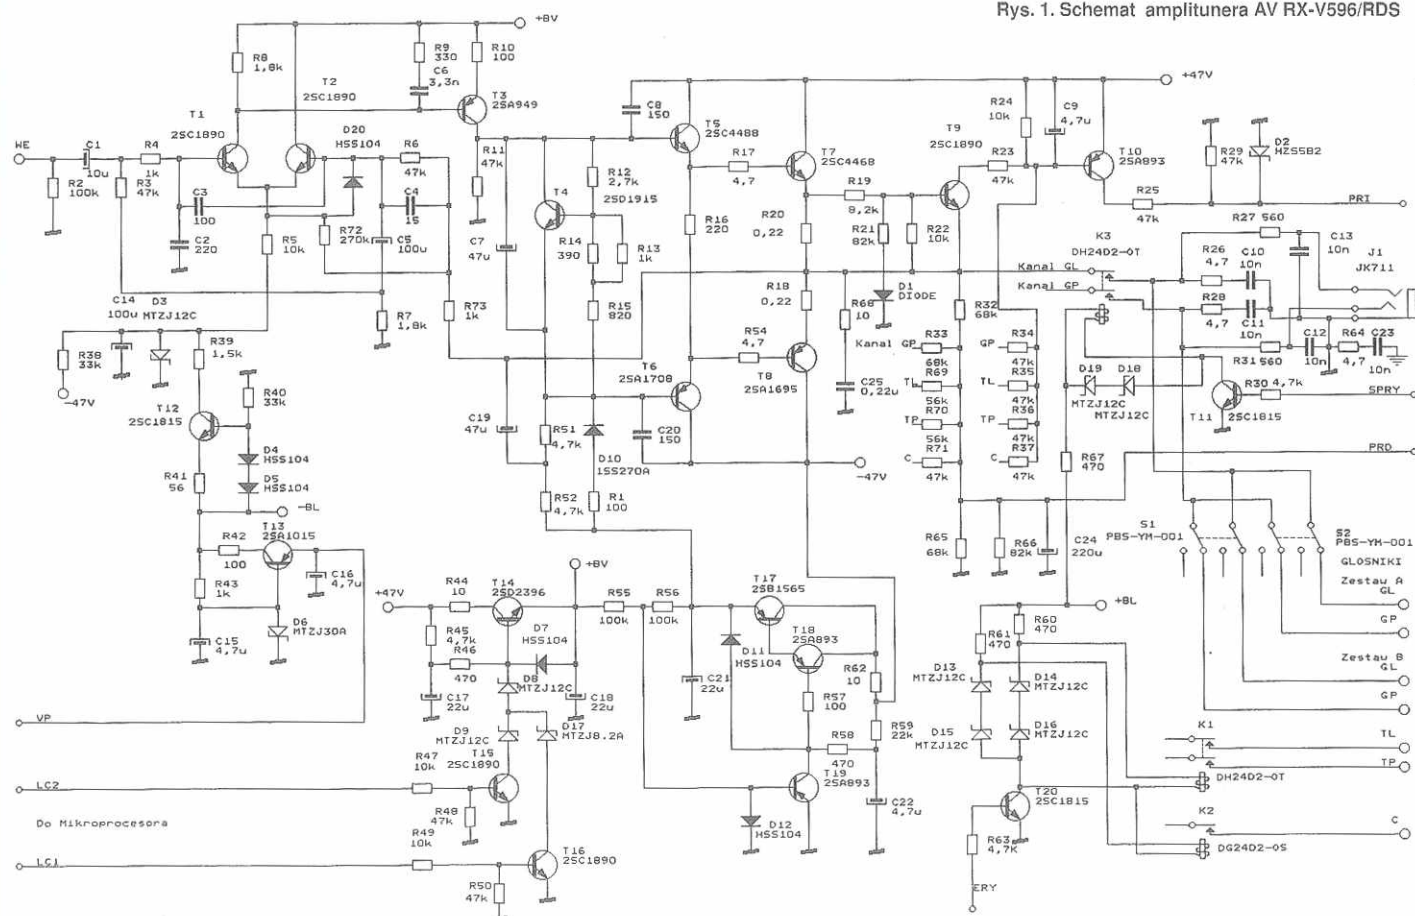 Rys. 1. Schemat amplitunera AV RX-V596/RDS
+8V
R8
1,8k
R9
330
R10
100
C6
3,3n
T2
2SC1890
T3
2SA949
+47V
C8
150
T5
2SC4488
R24
10k
C9
4,7u
T1
2SC1890
D20
HSS104
WE
C1
10u
R4
1k
R6
47k
R11
47k
R12
2,7k
R17
4,7
T7
2SC4468
T9
2SC1890
R23
47k
T10
2SA893
R29
47k
D2
HZS5B2
R2
100k
R3
47k
C3
100
C4
15
T4
2SD1915
R19
8,2k
R25
47k
PRI
C2
220
R5
10k
R72
270k
C5
100u
C7
47u
R14
390
R13
1k
R16
220
R20
0,22
R21
82k
R22
10k
K3
DH24D2-0T
R27 560
R26
4,7
C10
10n
C13
10n
J1
JK711
Kanal GL
Kanal GP
C14
100u
D3
MTZJ12C
R7
1,8k
R73
1k
R15
820
R18
0,22
D1
DIODE
R68
10
R32
68k
R28
4,7
C11
10n
C12
10n
R64
4,7
C23
10n
R31 560
R38
33k
R39
1,5k
-47V
T6
2SA1708
R54
4,7
T8
2SA1695
Kanal GP
R33
68k
GP
R34
47k
TL
R69
56k
TL
R35
47k
TP
R70
56k
TP
R36
47k
C
R71
47k
C
R37
47k
C25
0,22u
D19
MTZJ12C
D18
MTZJ12C
T11
2SC1815
R30 4,7k
SPRY
T12
2SC1815
R40
33k
D4
HSS104
D5
HSS104
C19
47u
R51
4,7k
D10
1SS270A
C20
150
-47V
R67
470
PRD
R41
56
-BL
R52
4,7k
R1
100
R42
100
T13
2SA1015
C16
4,7u
R43
1k
C15
4,7u
D6
MTZJ30A
R65
68k
R66
82k
C24
220u
S1
PBS-YM-001
S2
PBS-YM-001
GLOSNIKI
Zestaw A
GL
GP
Zestaw B
GL
GP
+47V
R44
10
T14
2SD2396
+8V
R55
100k
R56
100k
T17
2SB1565
T18
2SA893
+BL
R45
4,7k
R46
470
D7
HSS104
D8
MTZJ12C
C17
22u
C18
22u
D11
HSS104
C21
22u
R62
10
R57
100
R59
22k
R58
470
R61
470
R60
470
D13
MTZJ12C
D14
MTZJ12C
D15
MTZJ12C
D16
MTZJ12C
VP
D9
MTZJ12C
D17
MTZJ8.2A
K1
TL
TP
DH24D2-0T
LC2
R47
10k
T15
2SC1890
T19
2SA893
C22
4,7u
T20
2SC1815
Do Mikroprocesora
R48
47k
R49
10k
D12
HSS104
R63
4,7K
K2
C
DG24D2-0S
LC1
T16
2SC1890
R50
47k
ERY